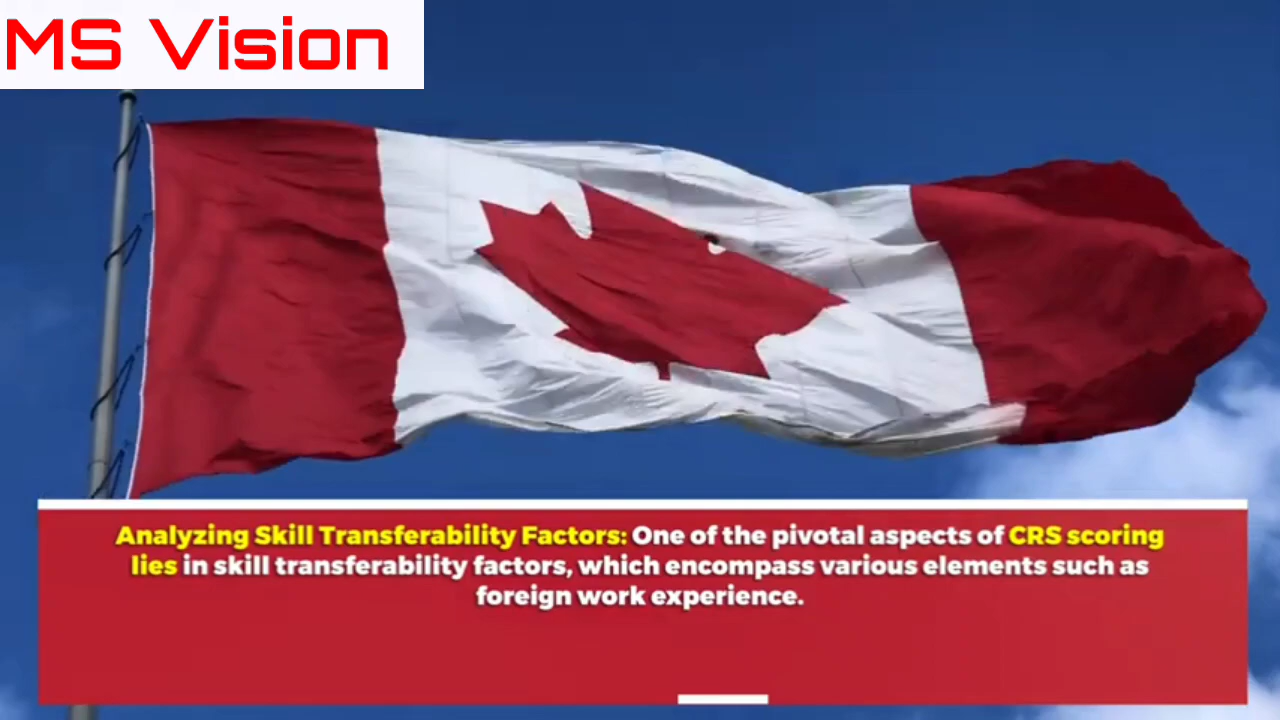 MS Vision
Analyzing Skill Transferability Factors: One of the pivotal aspects of CRS scoring
lies in skill transferability factors, which encompass various elements such as
foreign work experience.